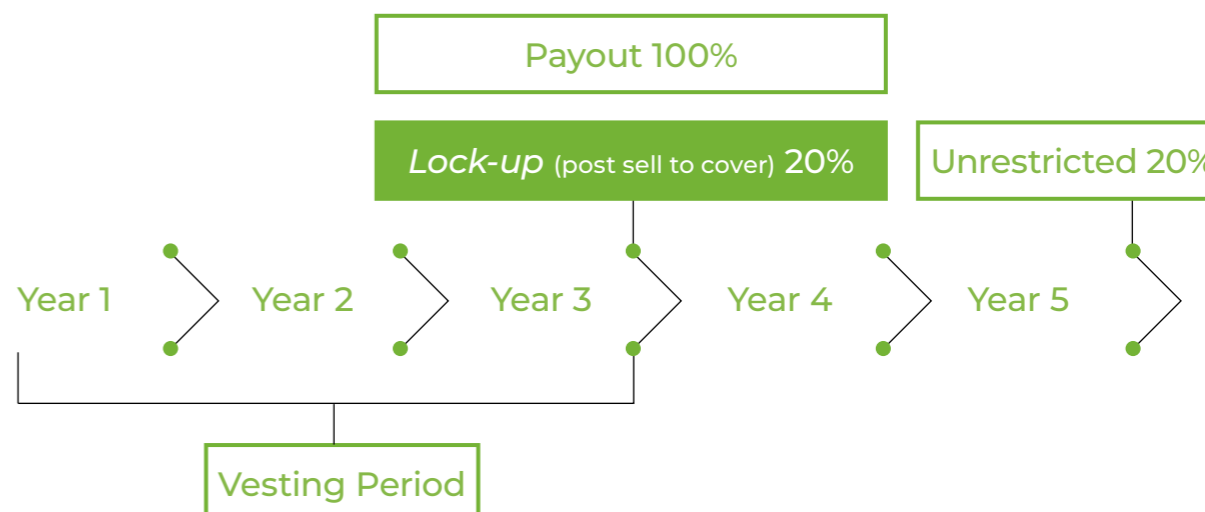 Payout 100%
Lock-up (post sell to cover) 20%
Unrestricted 20%
Year 1
Year 2
Year 3
Year 4
Year 5
Vesting Period